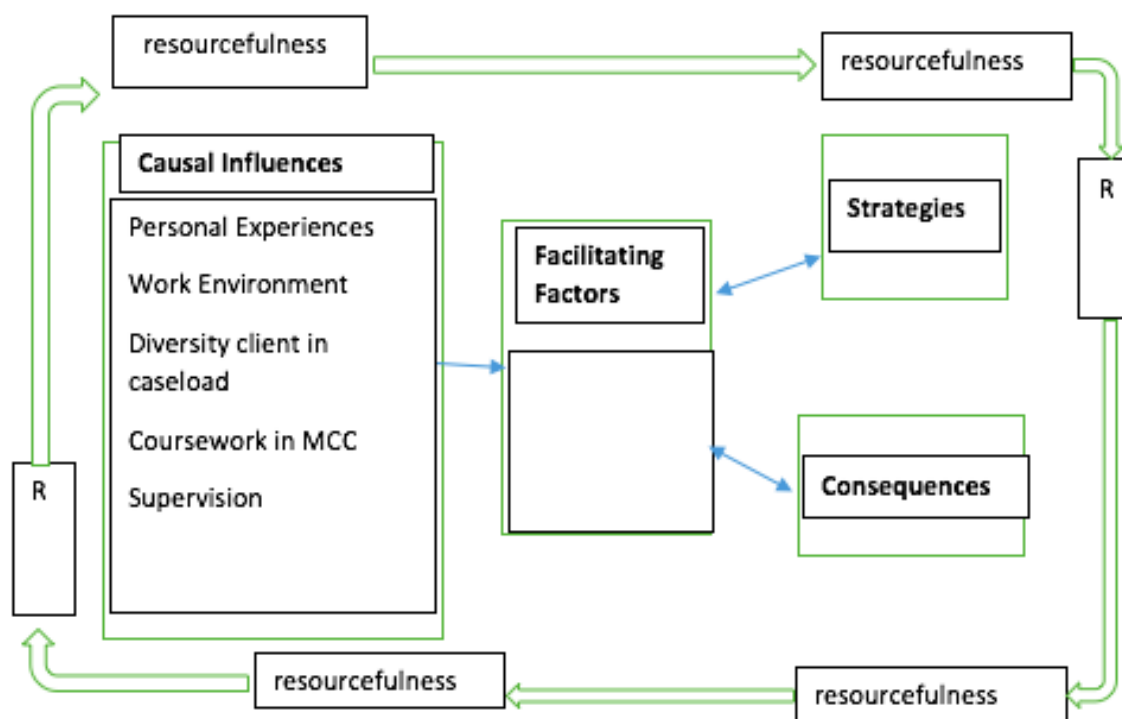 resourcefulness
resourcefulness
Causal Influences
Personal Experiences
Work Environment
Diversity client in
caseload
Coursework in MCC
Supervision
Facilitating
Factors
Strategies
Consequences
R
R
resourcefulness
resourcefulness